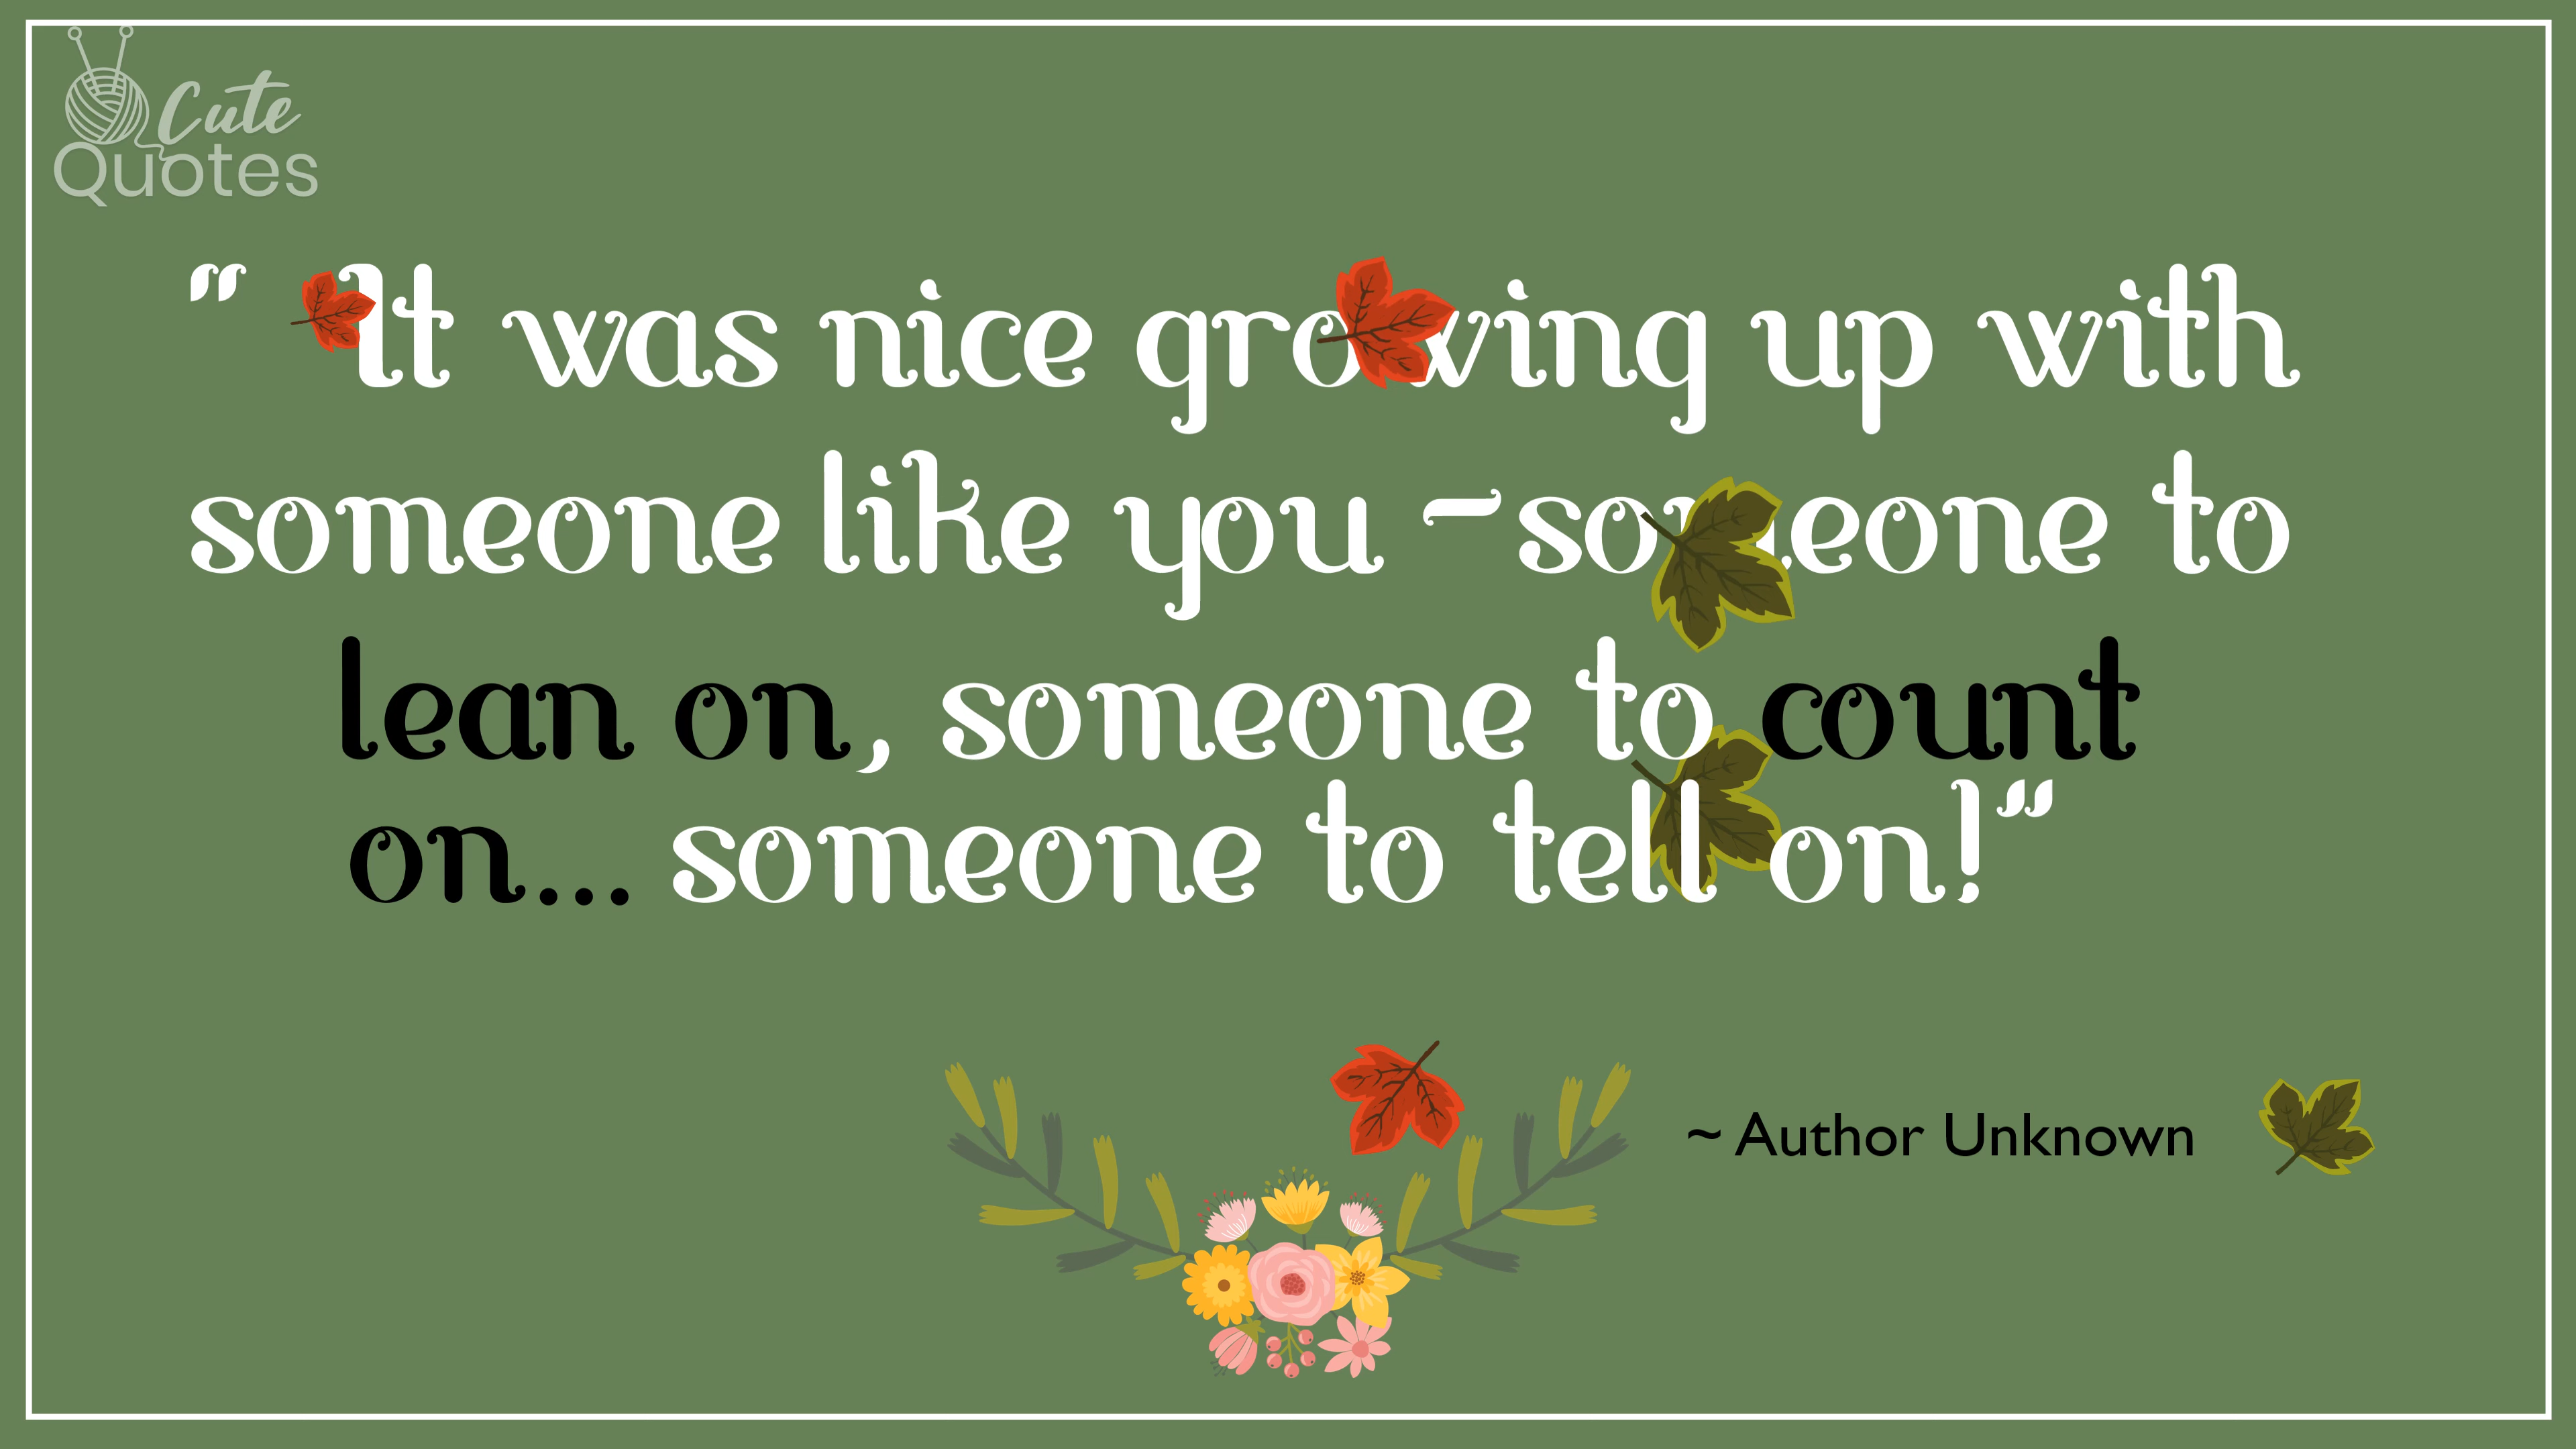 Cute
Quotes
" It was nice growing up with
someone like you -someone to
lean on, someone to count
on... someone to tell on!"
~ Author Unknown